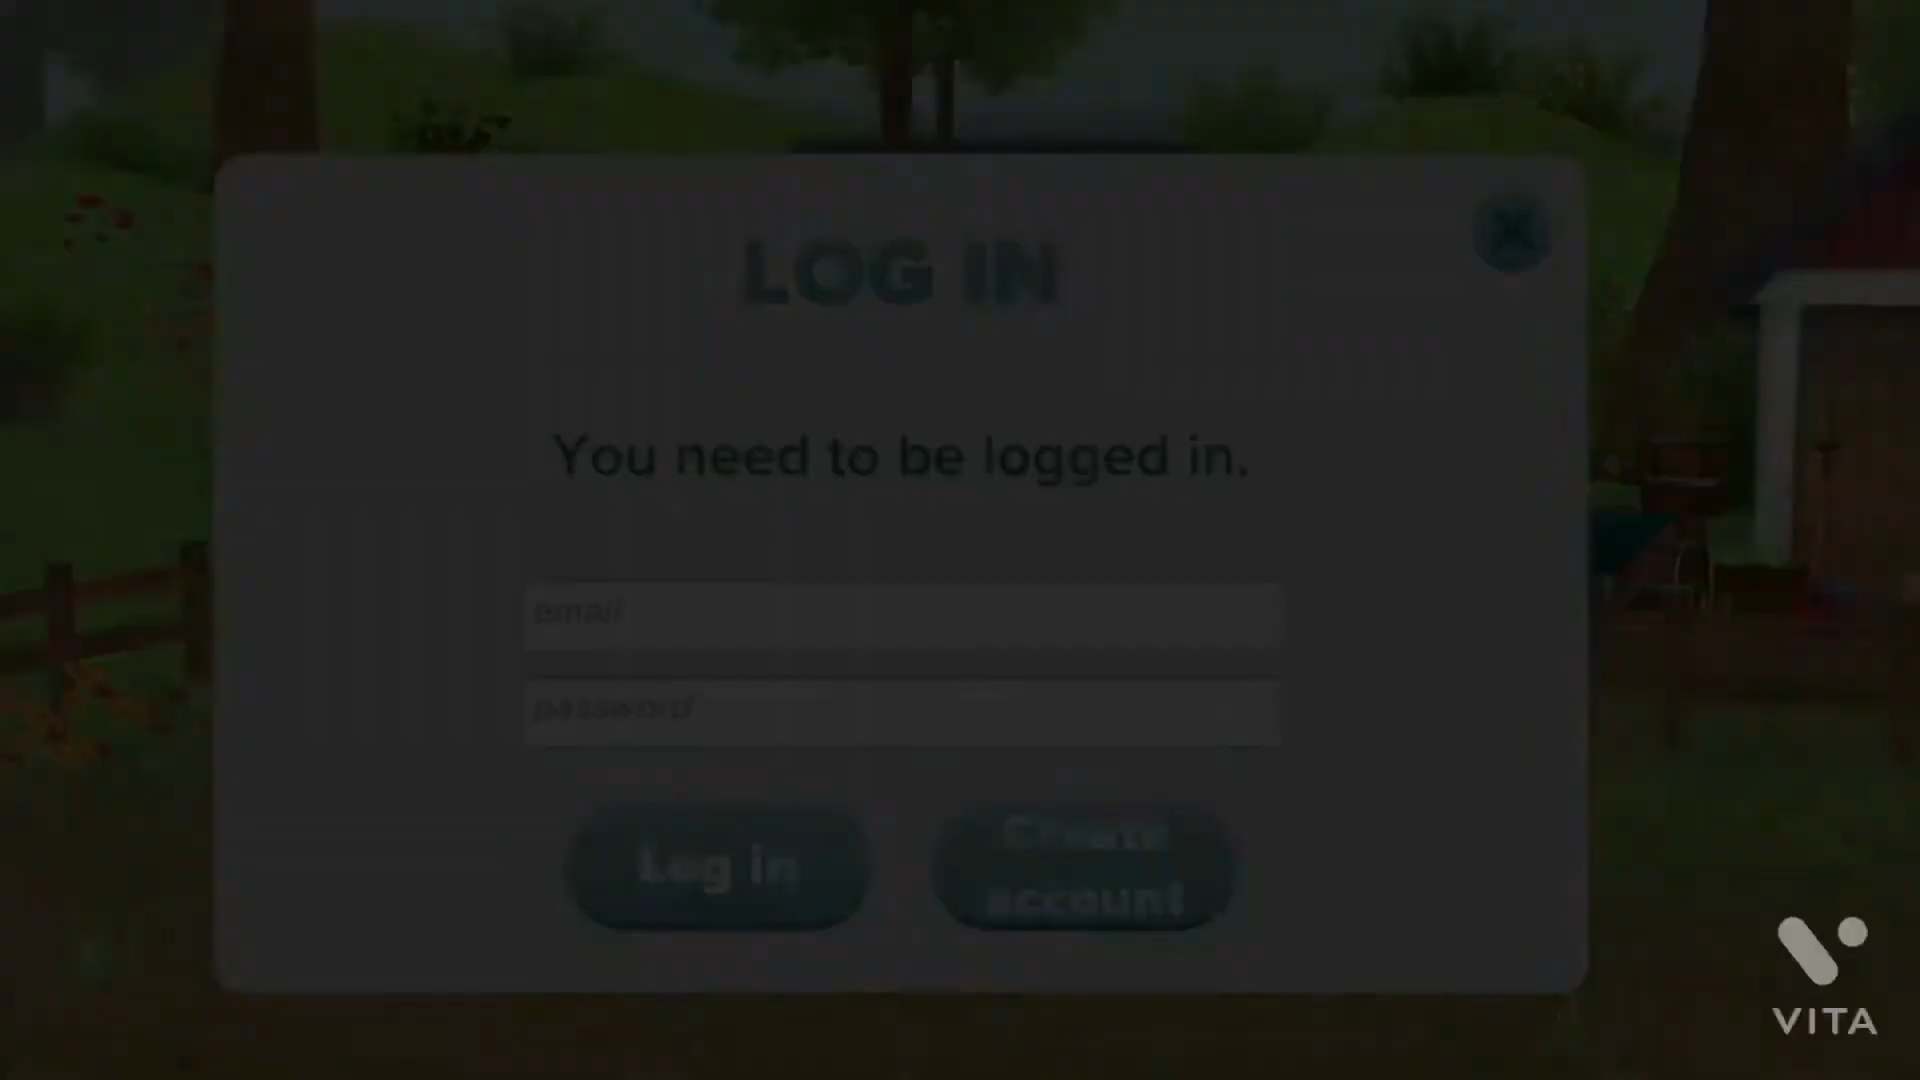 LOG IN
You need to be logged in.
email
password
Log in
Create
account
VITA